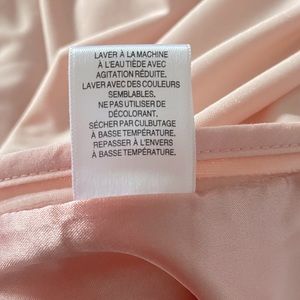 LAVER À LA MACHINE
À L'EAU TIÈDE AVEC
AGITATION RÉDUITE.
LAVER AVEC DES COULEURS
SEMBLABLES.
NE PAS UTILISER DE
DÉCOLORANT.
SÉCHER PAR CULBUTAGE
À BASSE TEMPÉRATURE.
REPASSER À L'ENVERS
À BASSE TEMPÉRATURE.